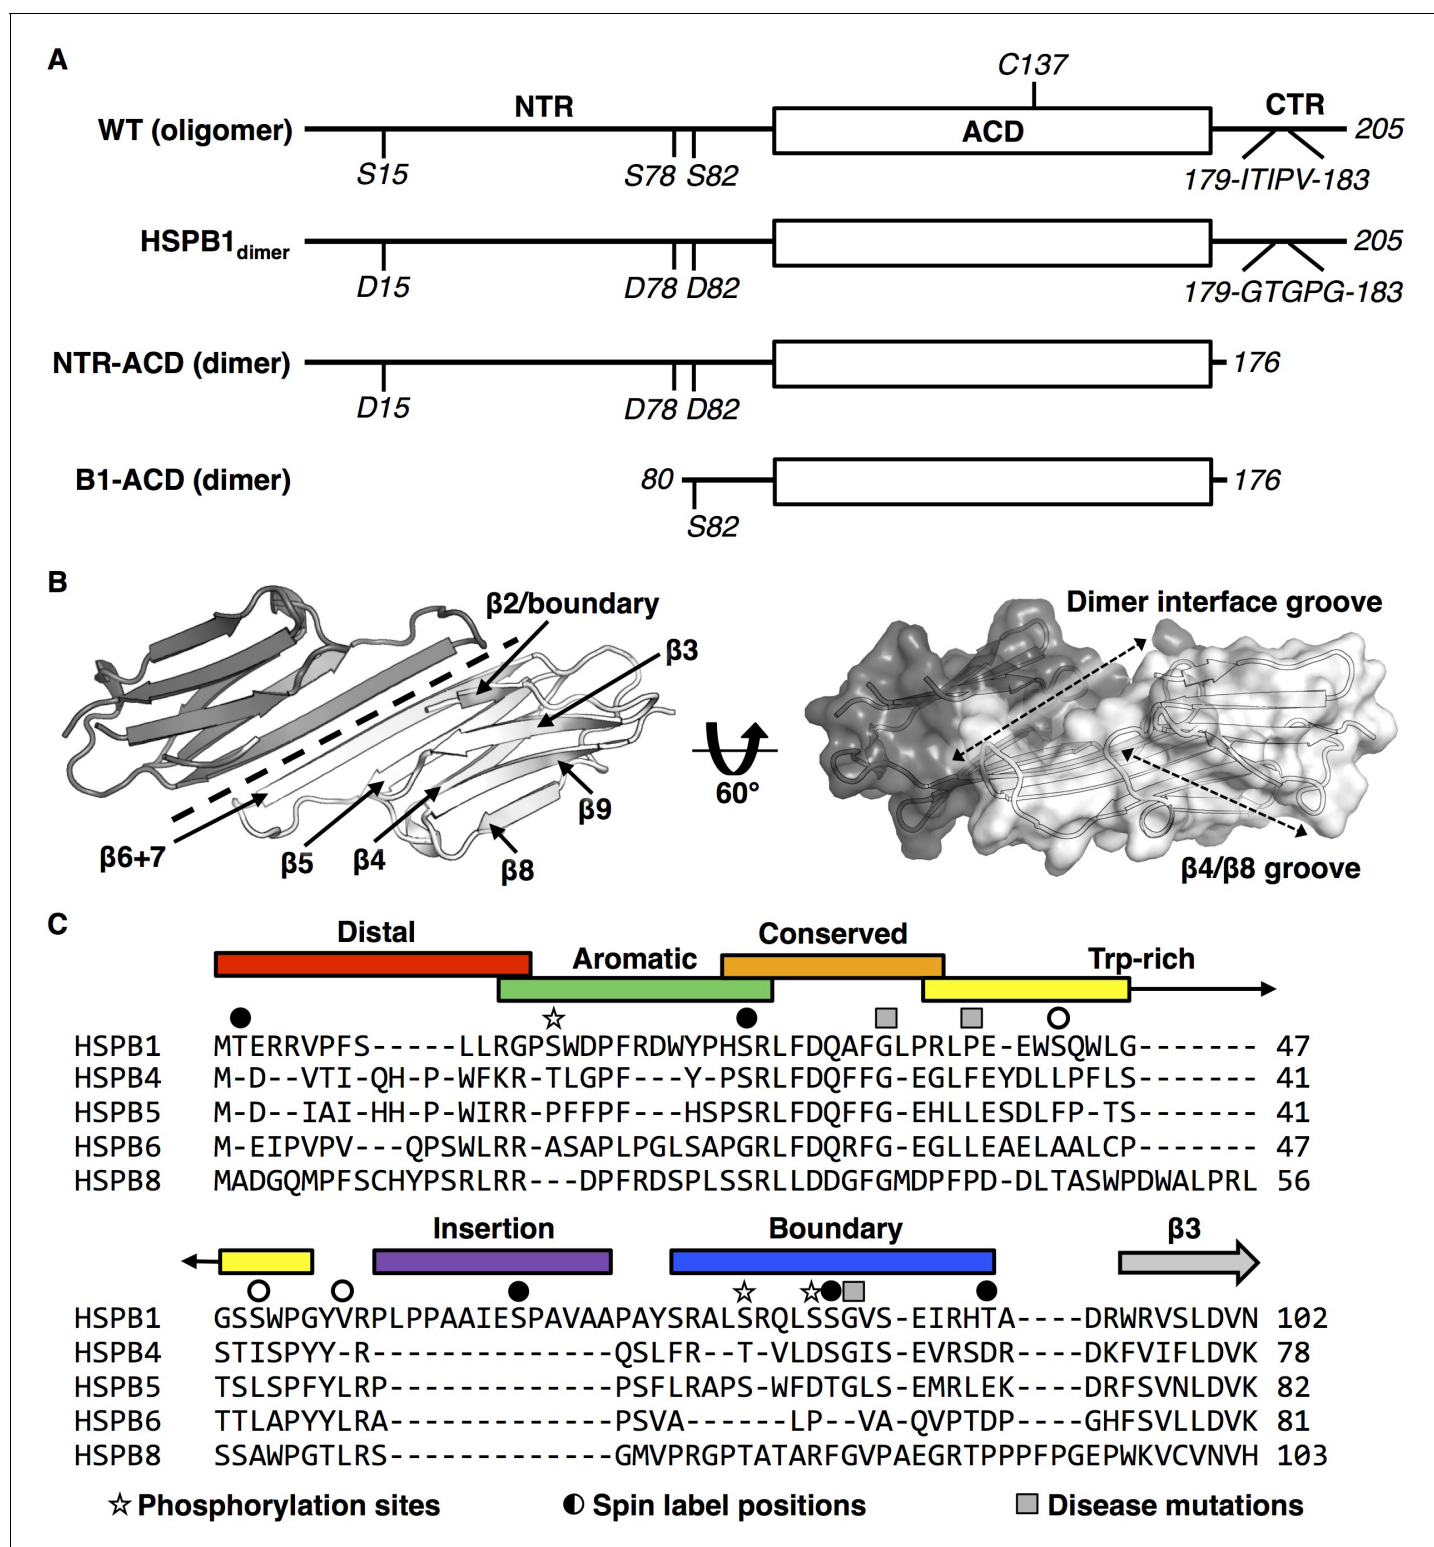 A
C137
NTR
CTR
WT (oligomer)
ACD
205
S15
S78 S82
179-ITIPV-183
HSPB1dimer
205
D15
D78 D82
179-GTGPG-183
NTR-ACD (dimer)
176
D15
D78 D82
B1-ACD (dimer)
80
176
S82
B
β2/boundary
Dimer interface groove
β3
60°
β9
β6+7
β5
β4
β8
β4/β8 groove
C
Distal
Conserved
Aromatic
Trp-rich
HSPB1 MTERRVPFS-----LLRGPSWDPFRDWYPHSRLFDQAFGLPRLPE-EWSQWLG------- 47
HSPB4 M-D--VTI-QH-P-WFKR-TLGPF---Y-PSRLFDQFFG-EGLFEYDLLPFLS------- 41
HSPB5 M-D--IAI-HH-P-WIRR-PFFPF---HSPSRLFDQFFG-EHLLESDLFP-TS------- 41
HSPB6 M-EIPVPV---QPSWLRR-ASAPLPGLSAPGRLFDQRFG-EGLLEAELAALCP------- 47
HSPB8 MADGQMPFSCHYPSRLRR---DPFRDSPLSSRLLDDGFGMDPFPD-DLTASWPDWALPRL 56
Insertion
Boundary
β3
HSPB1 GSSWPGYVRPLPPAAIESPAVAAPAYSRALSRQLSSGVS-EIRHTA----DRWRVSLDVN 102
HSPB4 STISPYY-R--------------QSLFR--T-VLDSGIS-EVRSDR----DKFVIFLDVK 78
HSPB5 TSLSPFYLRP-------------PSFLRAPS-WFDTGLS-EMRLEK----DRFSVNLDVK 82
HSPB6 TTLAPYYLRA-------------PSVA------LP--VA-QVPTDP----GHFSVLLDVK 81
HSPB8 SSAWPGTLRS-------------GMVPRGPTATARFGVPAEGRTPPPFPGEPWKVCVNVH 103
Phosphorylation sites
Spin label positions
Disease mutations